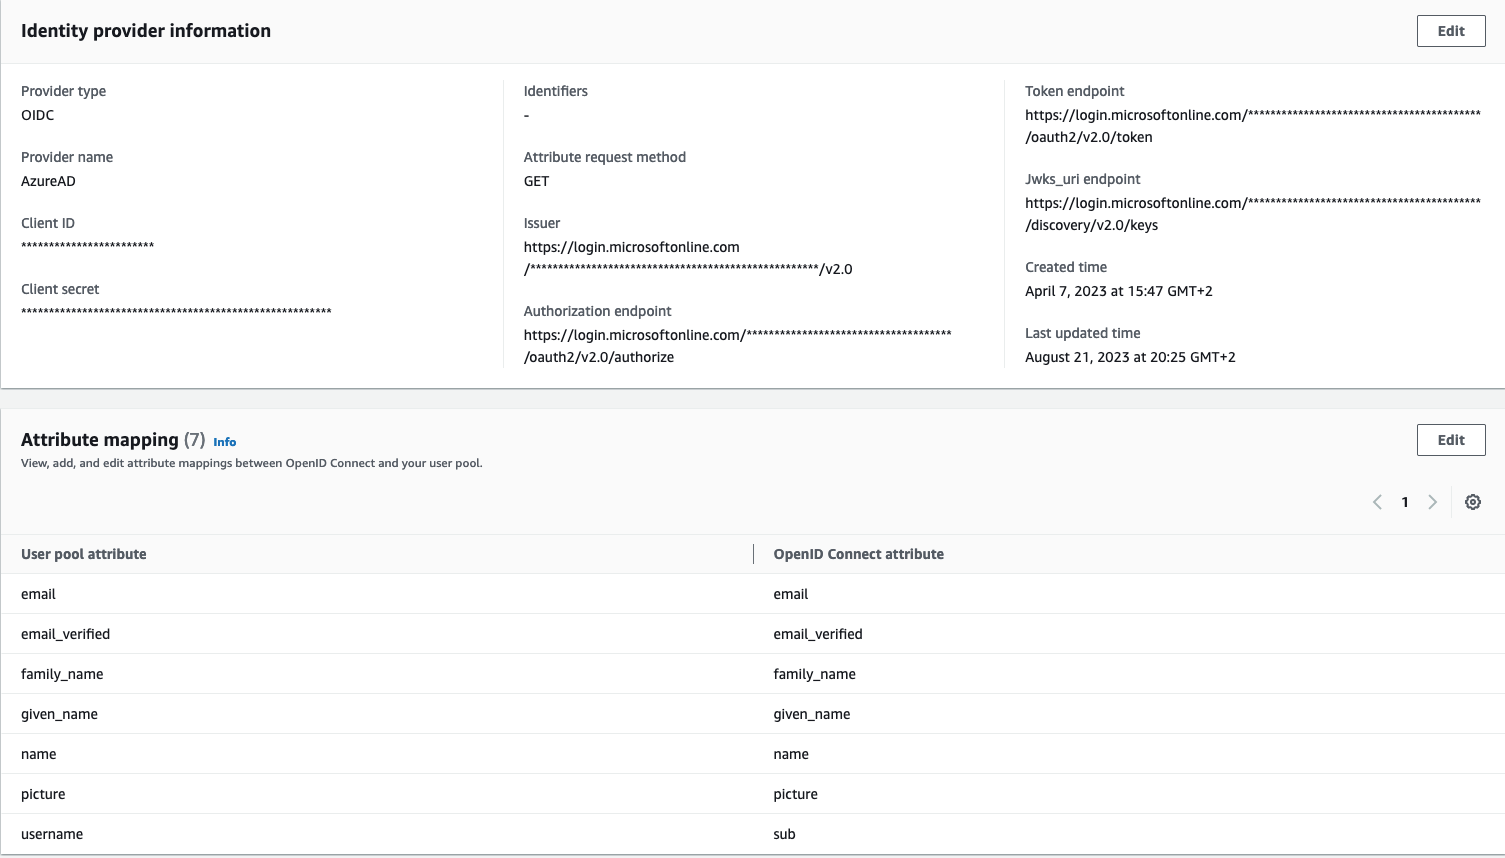 Identity provider information
Edit
Provider type
OIDC
Provider name
AzureAD
Client ID
************************
Client secret
********************************************************
Identifiers
-
Attribute request method
GET
Issuer
https://login.microsoftonline.com
/****************************************************/v2.0
Authorization endpoint
https://login.microsoftonline.com/*************************************
/oauth2/v2.0/authorize
Token endpoint
https://login.microsoftonline.com/******************************************
/oauth2/v2.0/token
Jwks_uri endpoint
https://login.microsoftonline.com/******************************************
/discovery/v2.0/keys
Created time
April 7, 2023 at 15:47 GMT+2
Last updated time
August 21, 2023 at 20:25 GMT+2
Attribute mapping (7) Info
Edit
View, add, and edit attribute mappings between OpenID Connect and your user pool.
1
User pool attribute OpenID Connect attribute
email email
email_verified email_verified
family_name family_name
given_name given_name
name name
picture picture
username sub